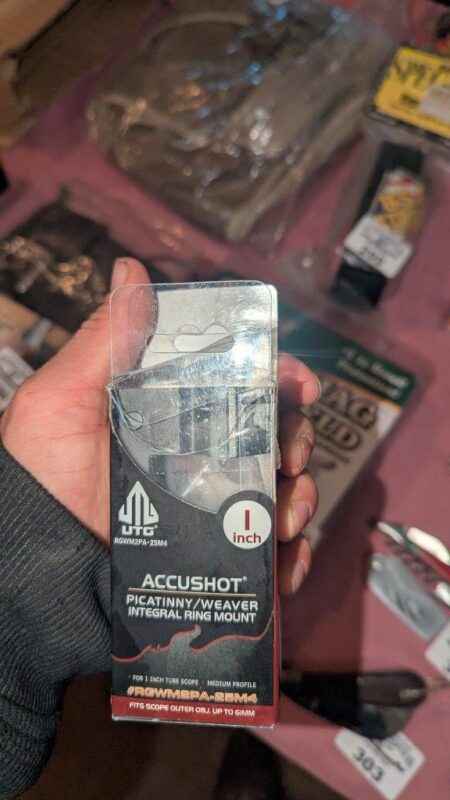 UTG®
RGWM2PA-25M4
1
inch
ACCUSHOT®
PICATINNY/WEAVER
INTEGRAL RING MOUNT
· FOR 1 INCH TUBE SCOPE · MEDIUM PROFILE
#RGWM2PA-25M4
FITS SCOPE OUTER OBJ. UP TO 61MM
303